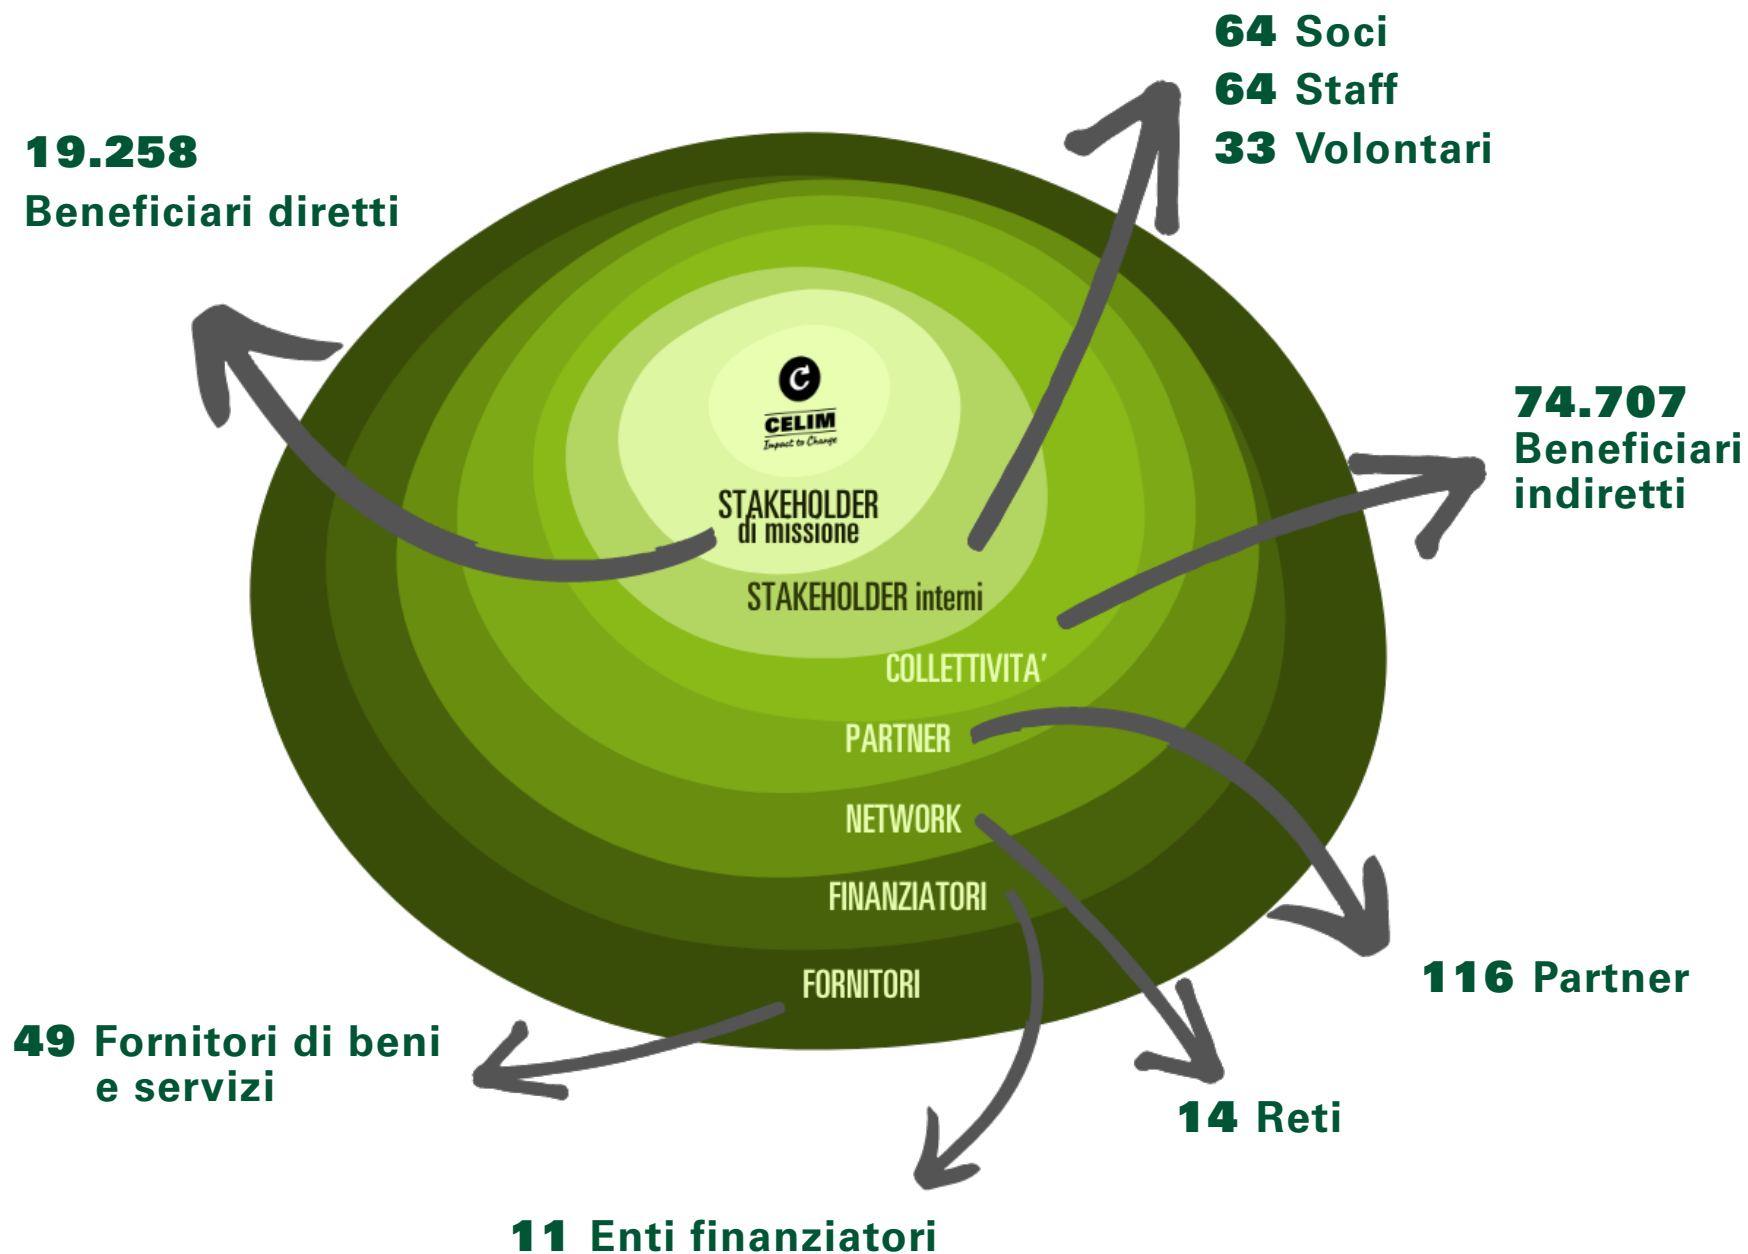 64 Soci
64 Staff
33 Volontari
19.258
Beneficiari diretti
74.707
Beneficiari
indiretti
C
CELIM
Impact to Change
STAKEHOLDER
di missione
STAKEHOLDER interni
COLLETTIVITA'
PARTNER
NETWORK
FINANZIATORI
FORNITORI
116 Partner
49 Fornitori di beni
e servizi
14 Reti
11 Enti finanziatori